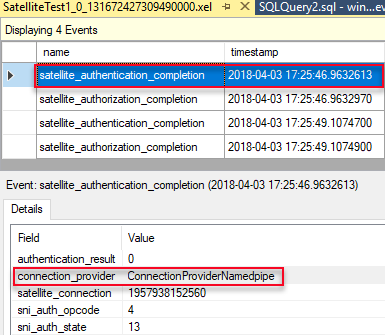 SatelliteTest1_0_131672427309490000.xel
SQLQuery2.sql - win...e
Displaying 4 Events
name timestamp
satellite_authentication_completion 2018-04-03 17:25:46.9632613
satellite_authorization_completion 2018-04-03 17:25:46.9632970
satellite_authentication_completion 2018-04-03 17:25:49.1074700
satellite_authorization_completion 2018-04-03 17:25:49.1074900
Event: satellite_authentication_completion (2018-04-03 17:25:46.9632613)
Details
Field Value
authentication_result 0
connection_provider ConnectionProviderNamedpipe
satellite_connection 1957938152560
sni_auth_opcode 4
sni_auth_state 13